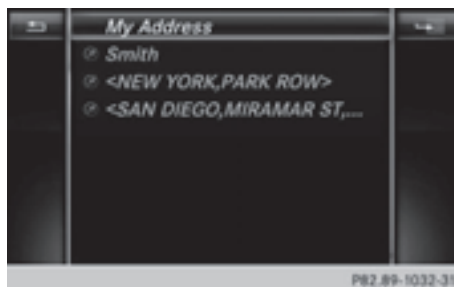 My Address
Smith
<NEW YORK,PARK ROW>
<SAN DIEGO,MIRAMAR ST,...
P82.89-1032-31